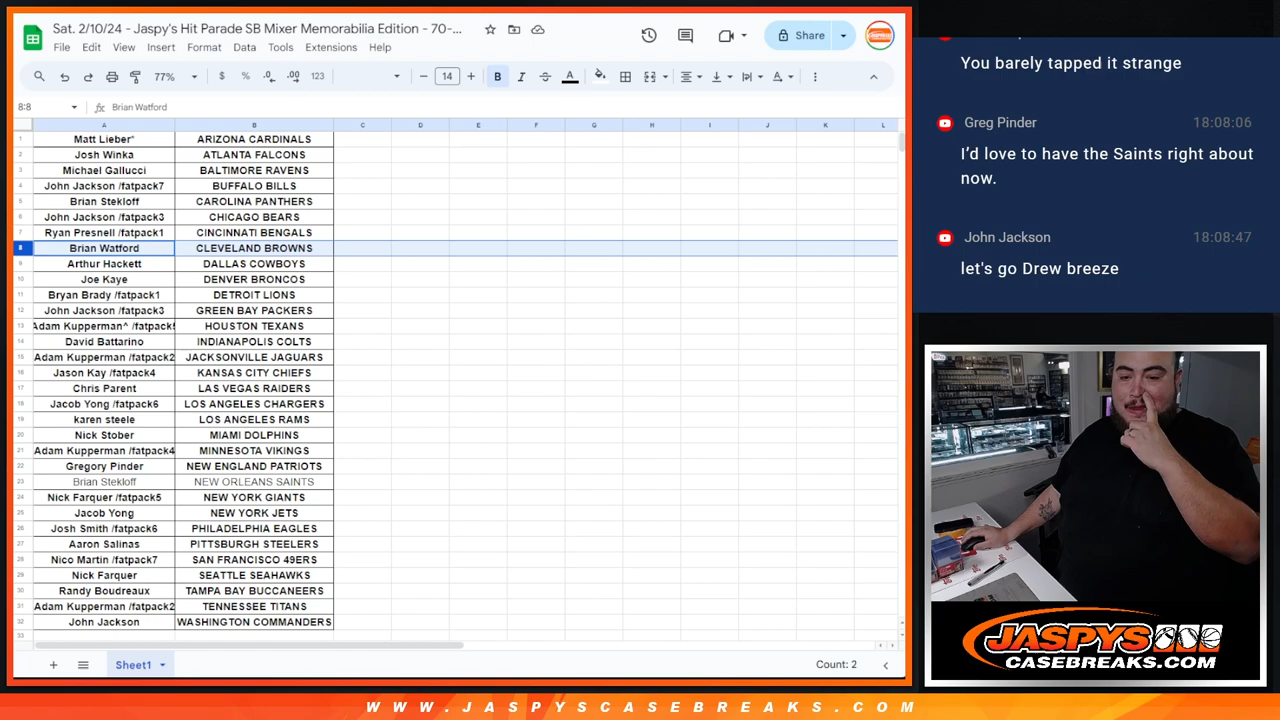 Sat. 2/10/24 - Jaspy's Hit Parade SB Mixer Memorabilia Edition - 70-...
Share
File Edit View Insert Format Data Tools Extensions Help
77% $ % .0 .00 123 14 B I A
8:8 fx Brian Watford
A B C D E F G H I J K L
1 Matt Lieber^ ARIZONA CARDINALS
2 Josh Winka ATLANTA FALCONS
3 Michael Gallucci BALTIMORE RAVENS
4 John Jackson /fatpack7 BUFFALO BILLS
5 Brian Stekloff CAROLINA PANTHERS
6 John Jackson /fatpack3 CHICAGO BEARS
7 Ryan Presnell /fatpack1 CINCINNATI BENGALS
8 Brian Watford CLEVELAND BROWNS
9 Arthur Hackett DALLAS COWBOYS
10 Joe Kaye DENVER BRONCOS
11 Bryan Brady /fatpack1 DETROIT LIONS
12 John Jackson /fatpack3 GREEN BAY PACKERS
13 Adam Kupperman^ /fatpack5 HOUSTON TEXANS
14 David Battarino INDIANAPOLIS COLTS
15 Adam Kupperman /fatpack2 JACKSONVILLE JAGUARS
16 Jason Kay /fatpack4 KANSAS CITY CHIEFS
17 Chris Parent LAS VEGAS RAIDERS
18 Jacob Yong /fatpack6 LOS ANGELES CHARGERS
19 karen steele LOS ANGELES RAMS
20 Nick Stober MIAMI DOLPHINS
21 Adam Kupperman /fatpack4 MINNESOTA VIKINGS
22 Gregory Pinder NEW ENGLAND PATRIOTS
23 Brian Stekloff NEW ORLEANS SAINTS
24 Nick Farquer /fatpack5 NEW YORK GIANTS
25 Jacob Yong NEW YORK JETS
26 Josh Smith /fatpack6 PHILADELPHIA EAGLES
27 Aaron Salinas PITTSBURGH STEELERS
28 Nico Martin /fatpack7 SAN FRANCISCO 49ERS
29 Nick Farquer SEATTLE SEAHAWKS
30 Randy Boudreaux TAMPA BAY BUCCANEERS
31 Adam Kupperman /fatpack2 TENNESSEE TITANS
32 John Jackson WASHINGTON COMMANDERS
33
Sheet1
Count: 2
You barely tapped it strange
Greg Pinder 18:08:06
I'd love to have the Saints right about
now.
John Jackson 18:08:47
let's go Drew breeze
JASPYS
CASEBREAKS.COM
WWW.JASPYSCASEBREAKS.COM